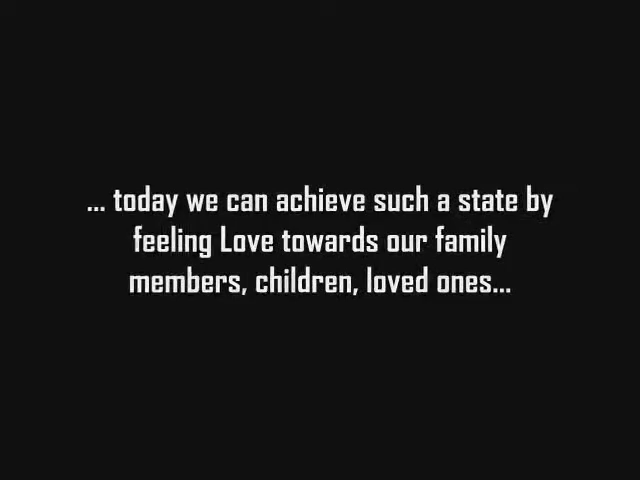 ... today we can achieve such a state by
feeling Love towards our family
members, children, loved ones...